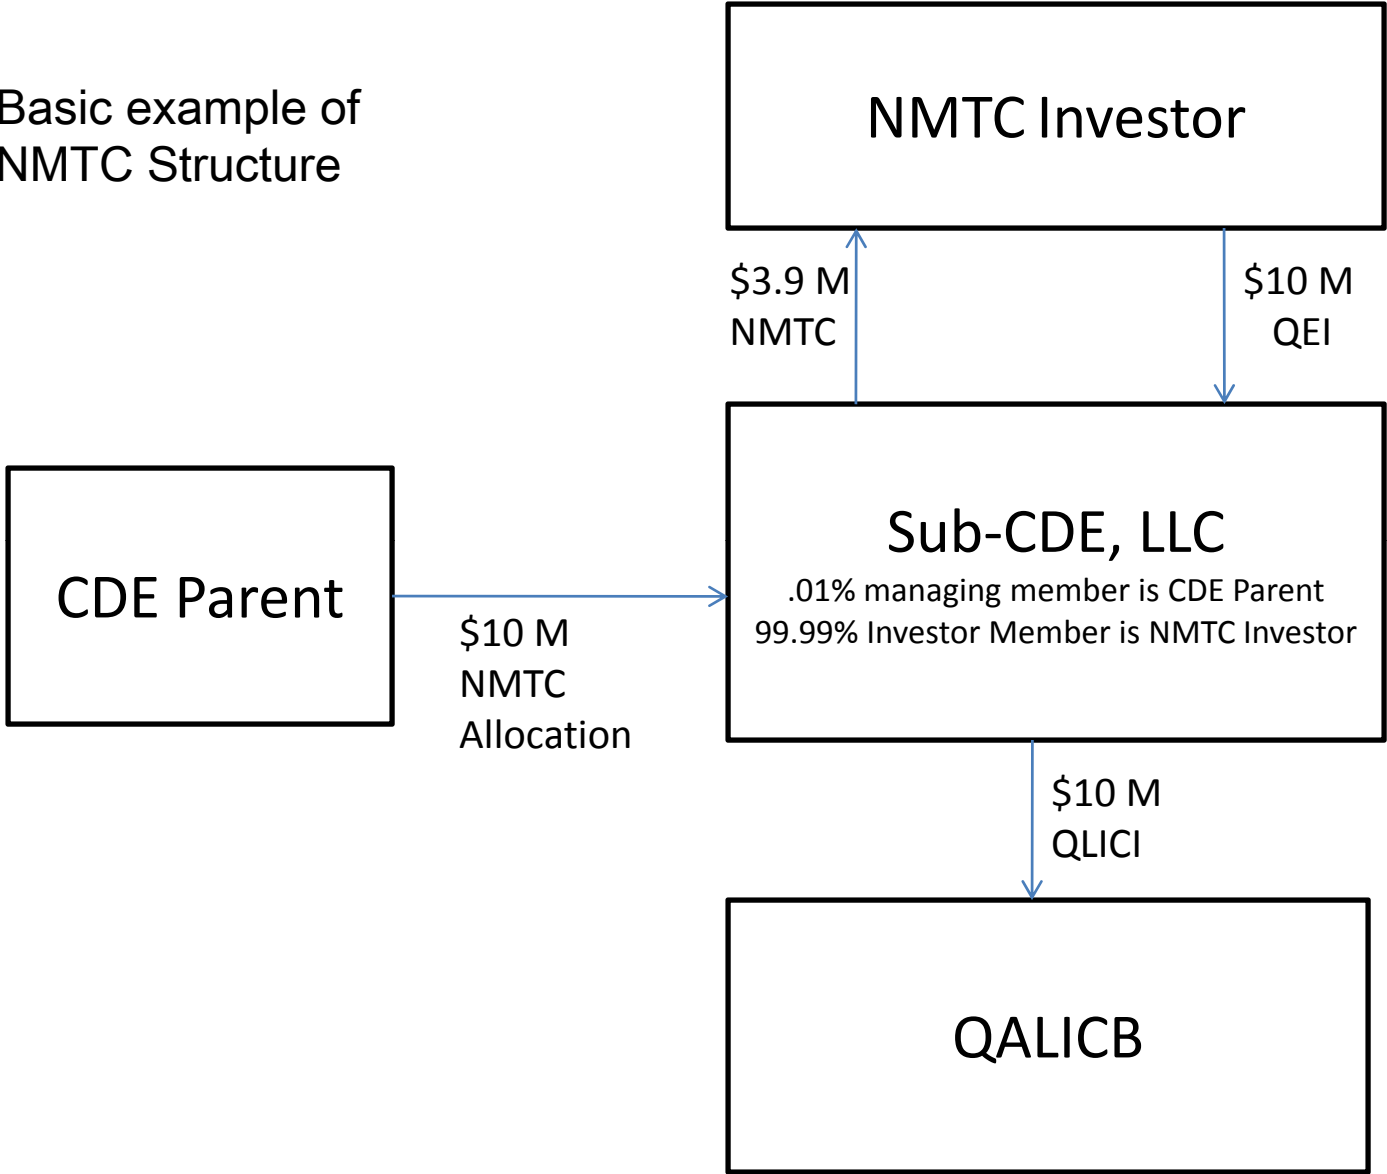 Basic example of
NMTC Structure
NMTC Investor
$3.9 M
NMTC
$10 M
QEI
Sub-CDE, LLC
.01% managing member is CDE Parent
99.99% Investor Member is NMTC Investor
CDE Parent
$10 M
NMTC
Allocation
$10 M
QLICI
QALICB